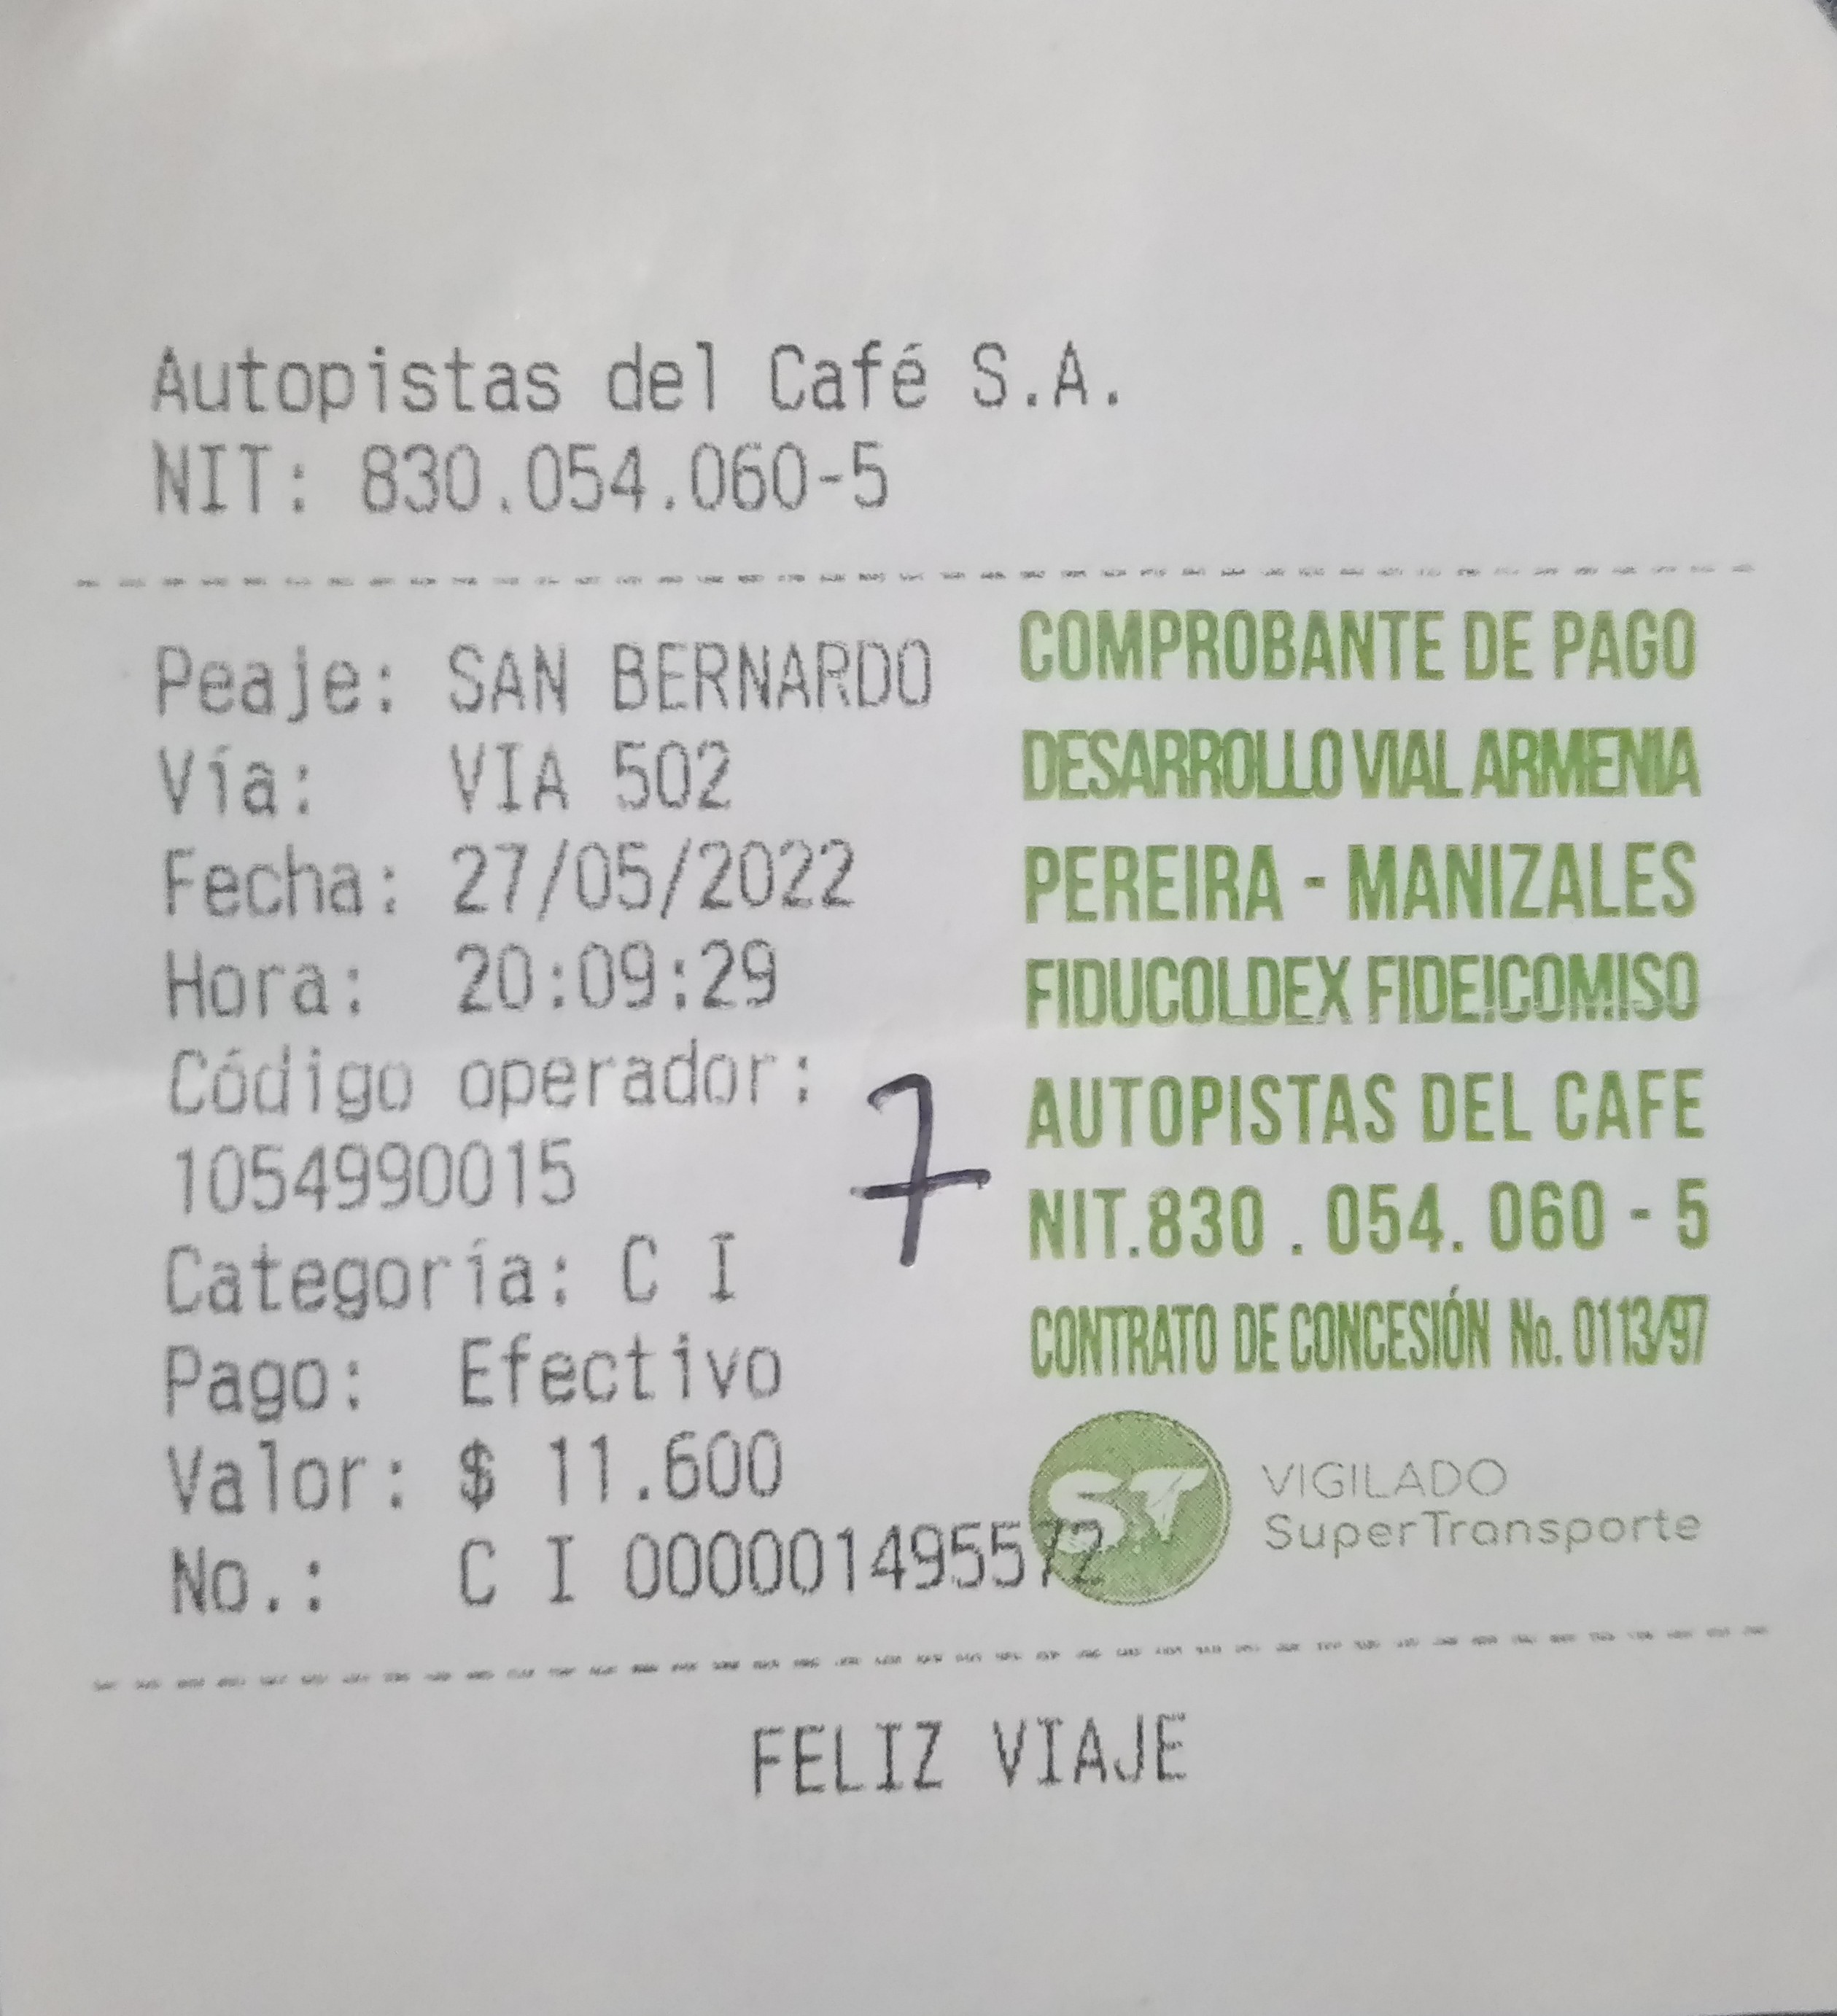 Autopistas del Café S.A.
NIT: 830.054.060-5
Peaje: SAN BERNARDO
Vía: VIA 502
Fecha: 27/05/2022
Hora: 20:09:29
Código operador:
1054990015
Categoría: C I
Pago: Efectivo
Valor: $ 11.600
No.: C I 000001495572
7
COMPROBANTE DE PAGO
DESARROLLO VIAL ARMENIA
PEREIRA - MANIZALES
FIDUCOLDEX FIDEICOMISO
AUTOPISTAS DEL CAFE
NIT.830 . 054. 060 - 5
CONTRATO DE CONCESIÓN No. 0113/97
ST
VIGILADO
SuperTransporte
FELIZ VIAJE